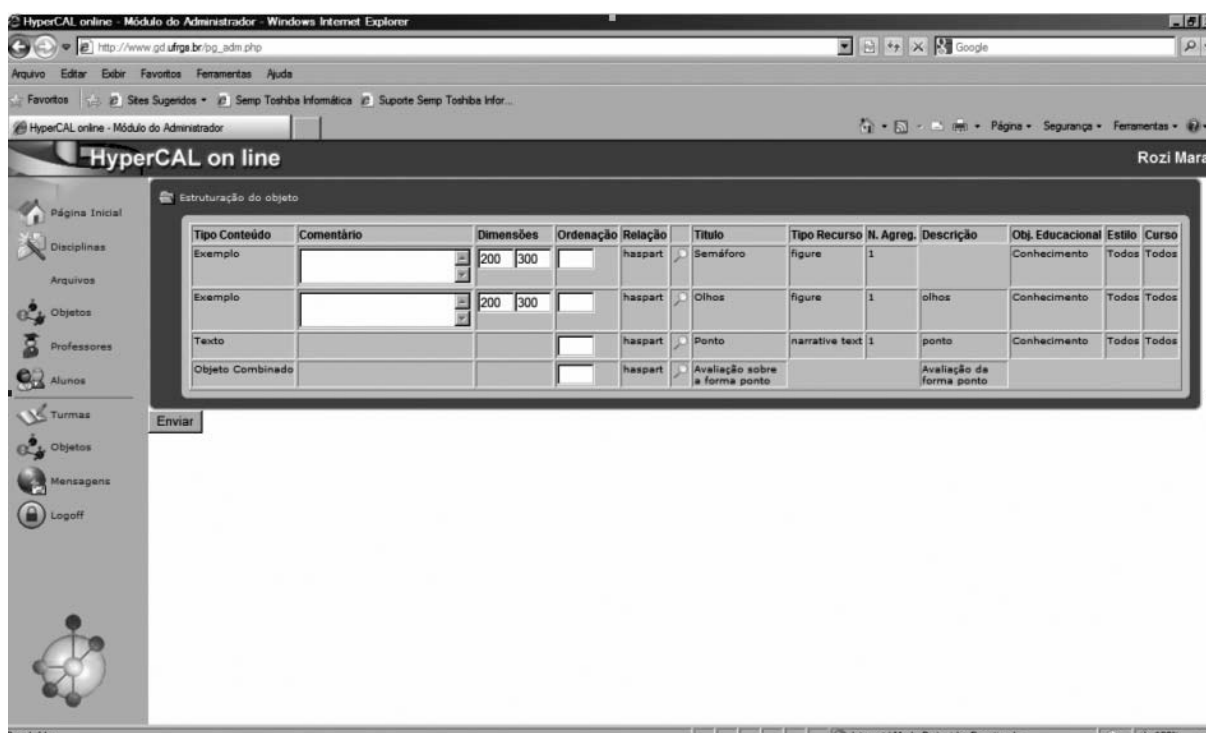 HyperCAL online - Módulo do Administrador - Windows Internet Explorer
http://www.gd.ufrgs.br/pg_adm.php
Google
Arquivo Editar Exibir Favoritos Ferramentas Ajuda
Favoritos Sites Sugeridos Semp Toshiba Informática Suporte Semp Toshiba Infor...
HyperCAL online - Módulo do Administrador
Página Segurança Ferramentas
HyperCAL on line Rozi Mara
Estruturação do objeto
Página Inicial
Disciplinas
Arquivos
Objetos
Professores
Alunos
Turmas
Objetos
Mensagens
Logoff
Tipo Conteúdo Comentário Dimensões Ordenação Relação Titulo Tipo Recurso N. Agreg. Descrição Obj. Educacional Estilo Curso
Exemplo 200 300 haspart Semáforo figure 1 Conhecimento Todos Todos
Exemplo 200 300 haspart Olhos figure 1 olhos Conhecimento Todos Todos
Texto haspart Ponto narrative text 1 ponto Conhecimento Todos Todos
Objeto Combinado haspart Avaliação sobre a forma ponto Avaliação da forma ponto
Enviar